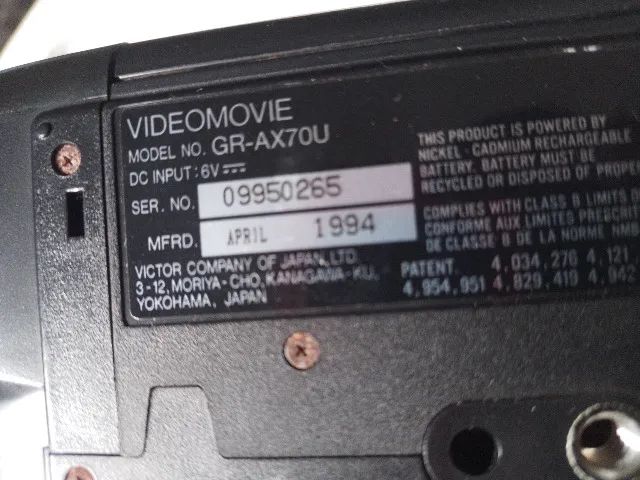 VIDEOMOVIE
MODEL NO. GR-AX70U
DC INPUT : 6V
SER. NO. 09950265
MFRD. APRIL 1994
VICTOR COMPANY OF JAPAN, LTD.
3-12, MORIYA-CHO, KANAGAWA-KU,
YOKOHAMA, JAPAN
THIS PRODUCT IS POWERED BY
NICKEL - CADMIUM RECHARGEABLE
BATTERY. BATTERY MUST BE
RECYCLED OR DISPOSED OF
COMPLIES WITH CLASS B LIMITS
CONFORME AUX LIMITES
DE CLASSE B DE LA NORME
PATENT. 4,034,276 4,121,
4,954,951 4,829,419